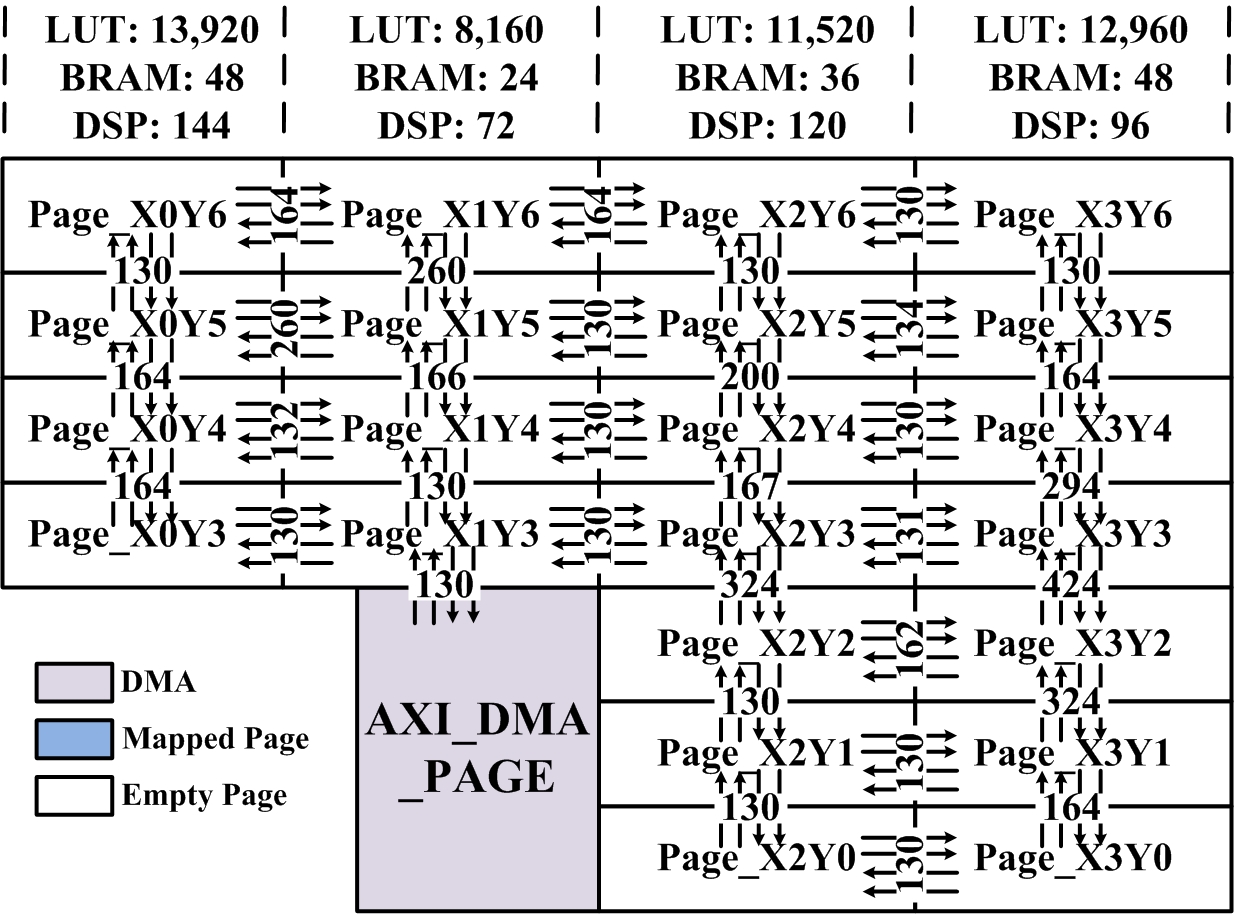 LUT: 13,920 LUT: 8,160 LUT: 11,520 LUT: 12,960
BRAM: 48 BRAM: 24 BRAM: 36 BRAM: 48
DSP: 144 DSP: 72 DSP: 120 DSP: 96
Page_X0Y6 164 Page_X1Y6 164 Page_X2Y6 130 Page_X3Y6
130 260 130 130
Page_X0Y5 260 Page_X1Y5 130 Page_X2Y5 134 Page_X3Y5
164 166 200 164
Page_X0Y4 132 Page_X1Y4 130 Page_X2Y4 130 Page_X3Y4
164 130 167 294
Page_X0Y3 130 Page_X1Y3 130 Page_X2Y3 131 Page_X3Y3
130 324 424
Page_X2Y2 162 Page_X3Y2
DMA
130 324
AXI_DMA
_PAGE
Mapped Page
Page_X2Y1 130 Page_X3Y1
Empty Page
130 164
Page_X2Y0 130 Page_X3Y0